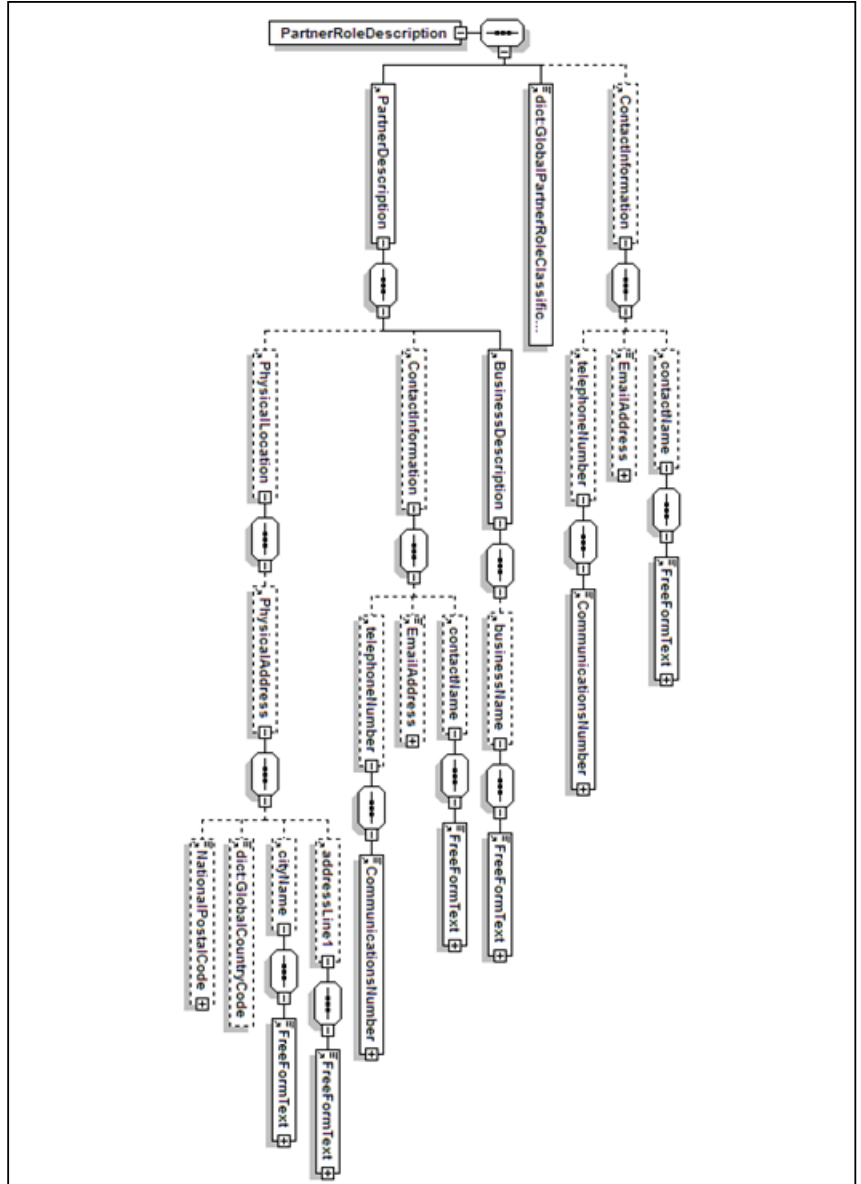 PartnerRoleDescription
ContactInformation
contactName
FreeFormText
EmailAddress
telephoneNumber
CommunicationsNumber
dict:GlobalPartnerRoleClassific...
PartnerDescription
BusinessDescription
businessName
FreeFormText
ContactInformation
contactName
FreeFormText
EmailAddress
telephoneNumber
CommunicationsNumber
PhysicalLocation
PhysicalAddress
addressLine1
FreeFormText
cityName
FreeFormText
dict:GlobalCountryCode
NationalPostalCode